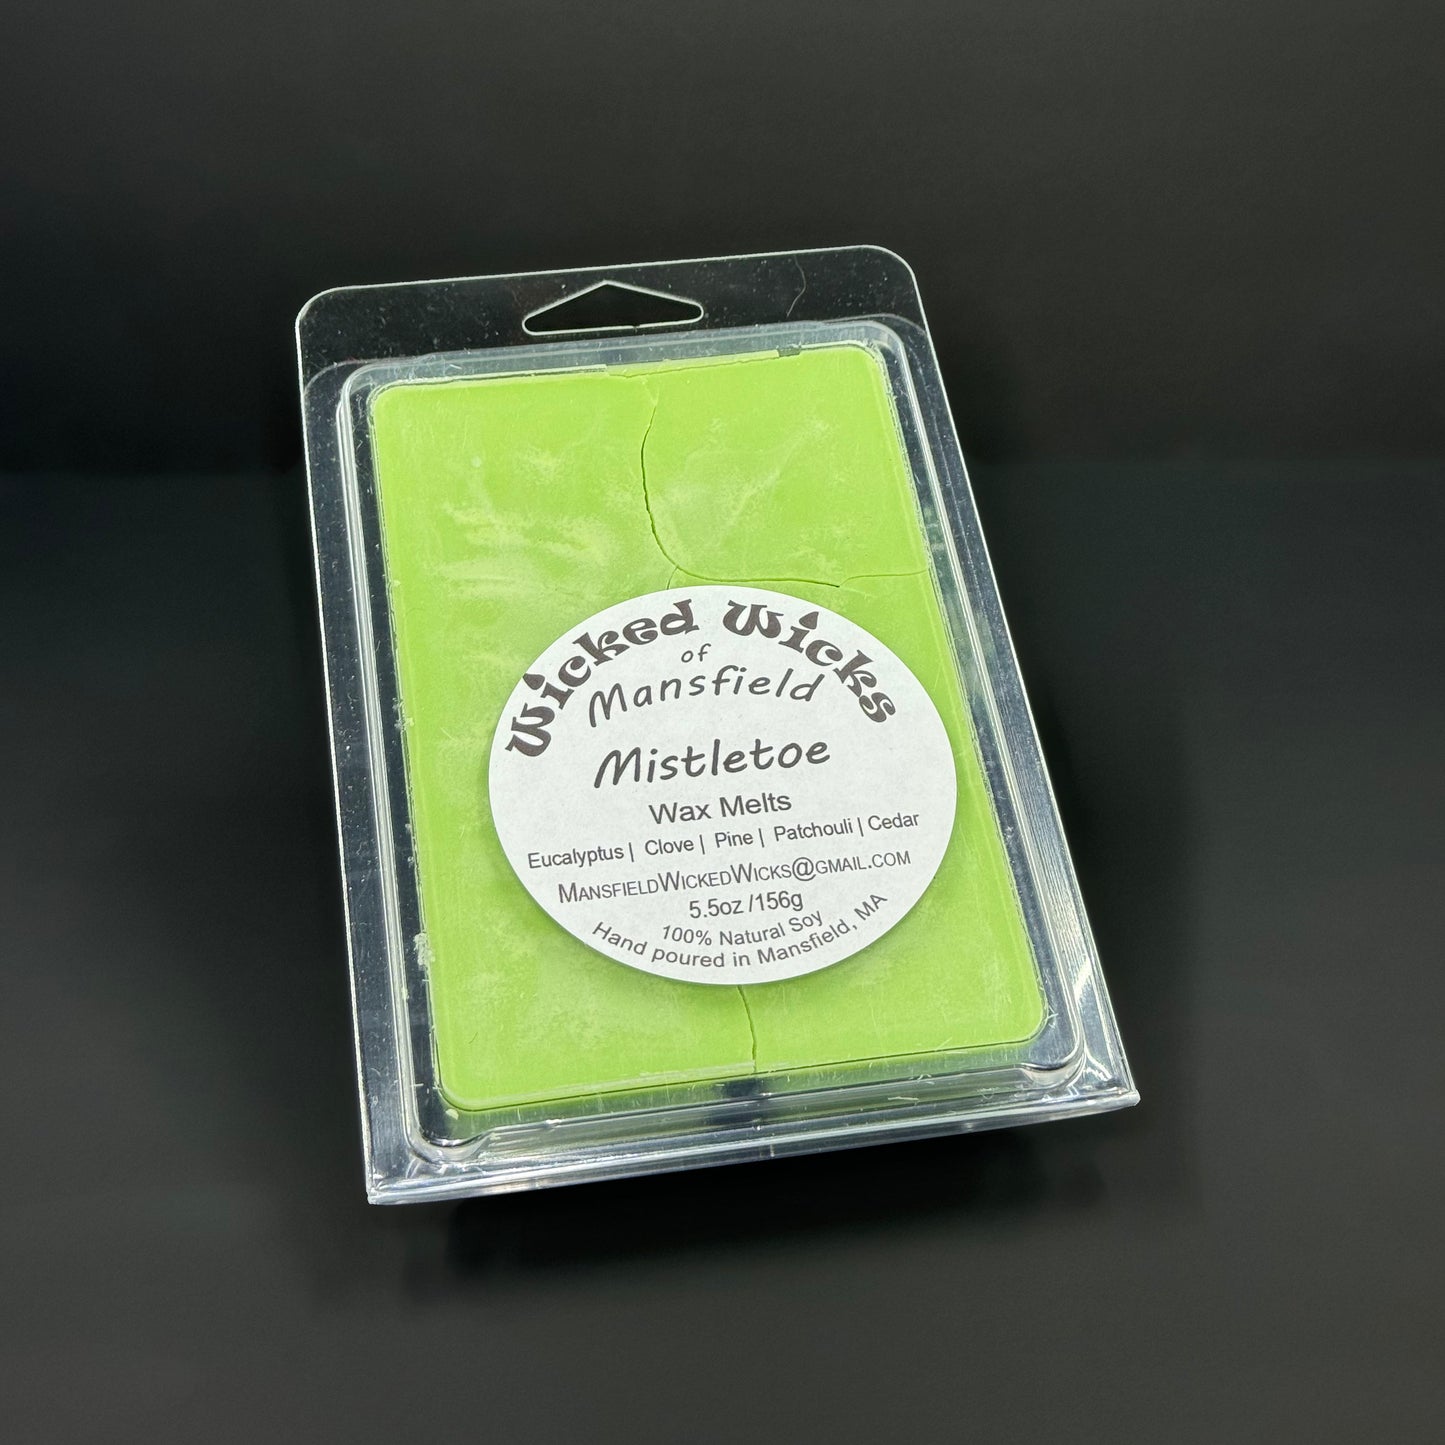 Wicked Wicks
of
Mansfield
Mistletoe
Wax Melts
Eucalyptus | Clove | Pine | Patchouli | Cedar
MANSFIELDWICKEDWICKS@GMAIL.COM
5.5oz /156g
100% Natural Soy
Hand poured in Mansfield, MA